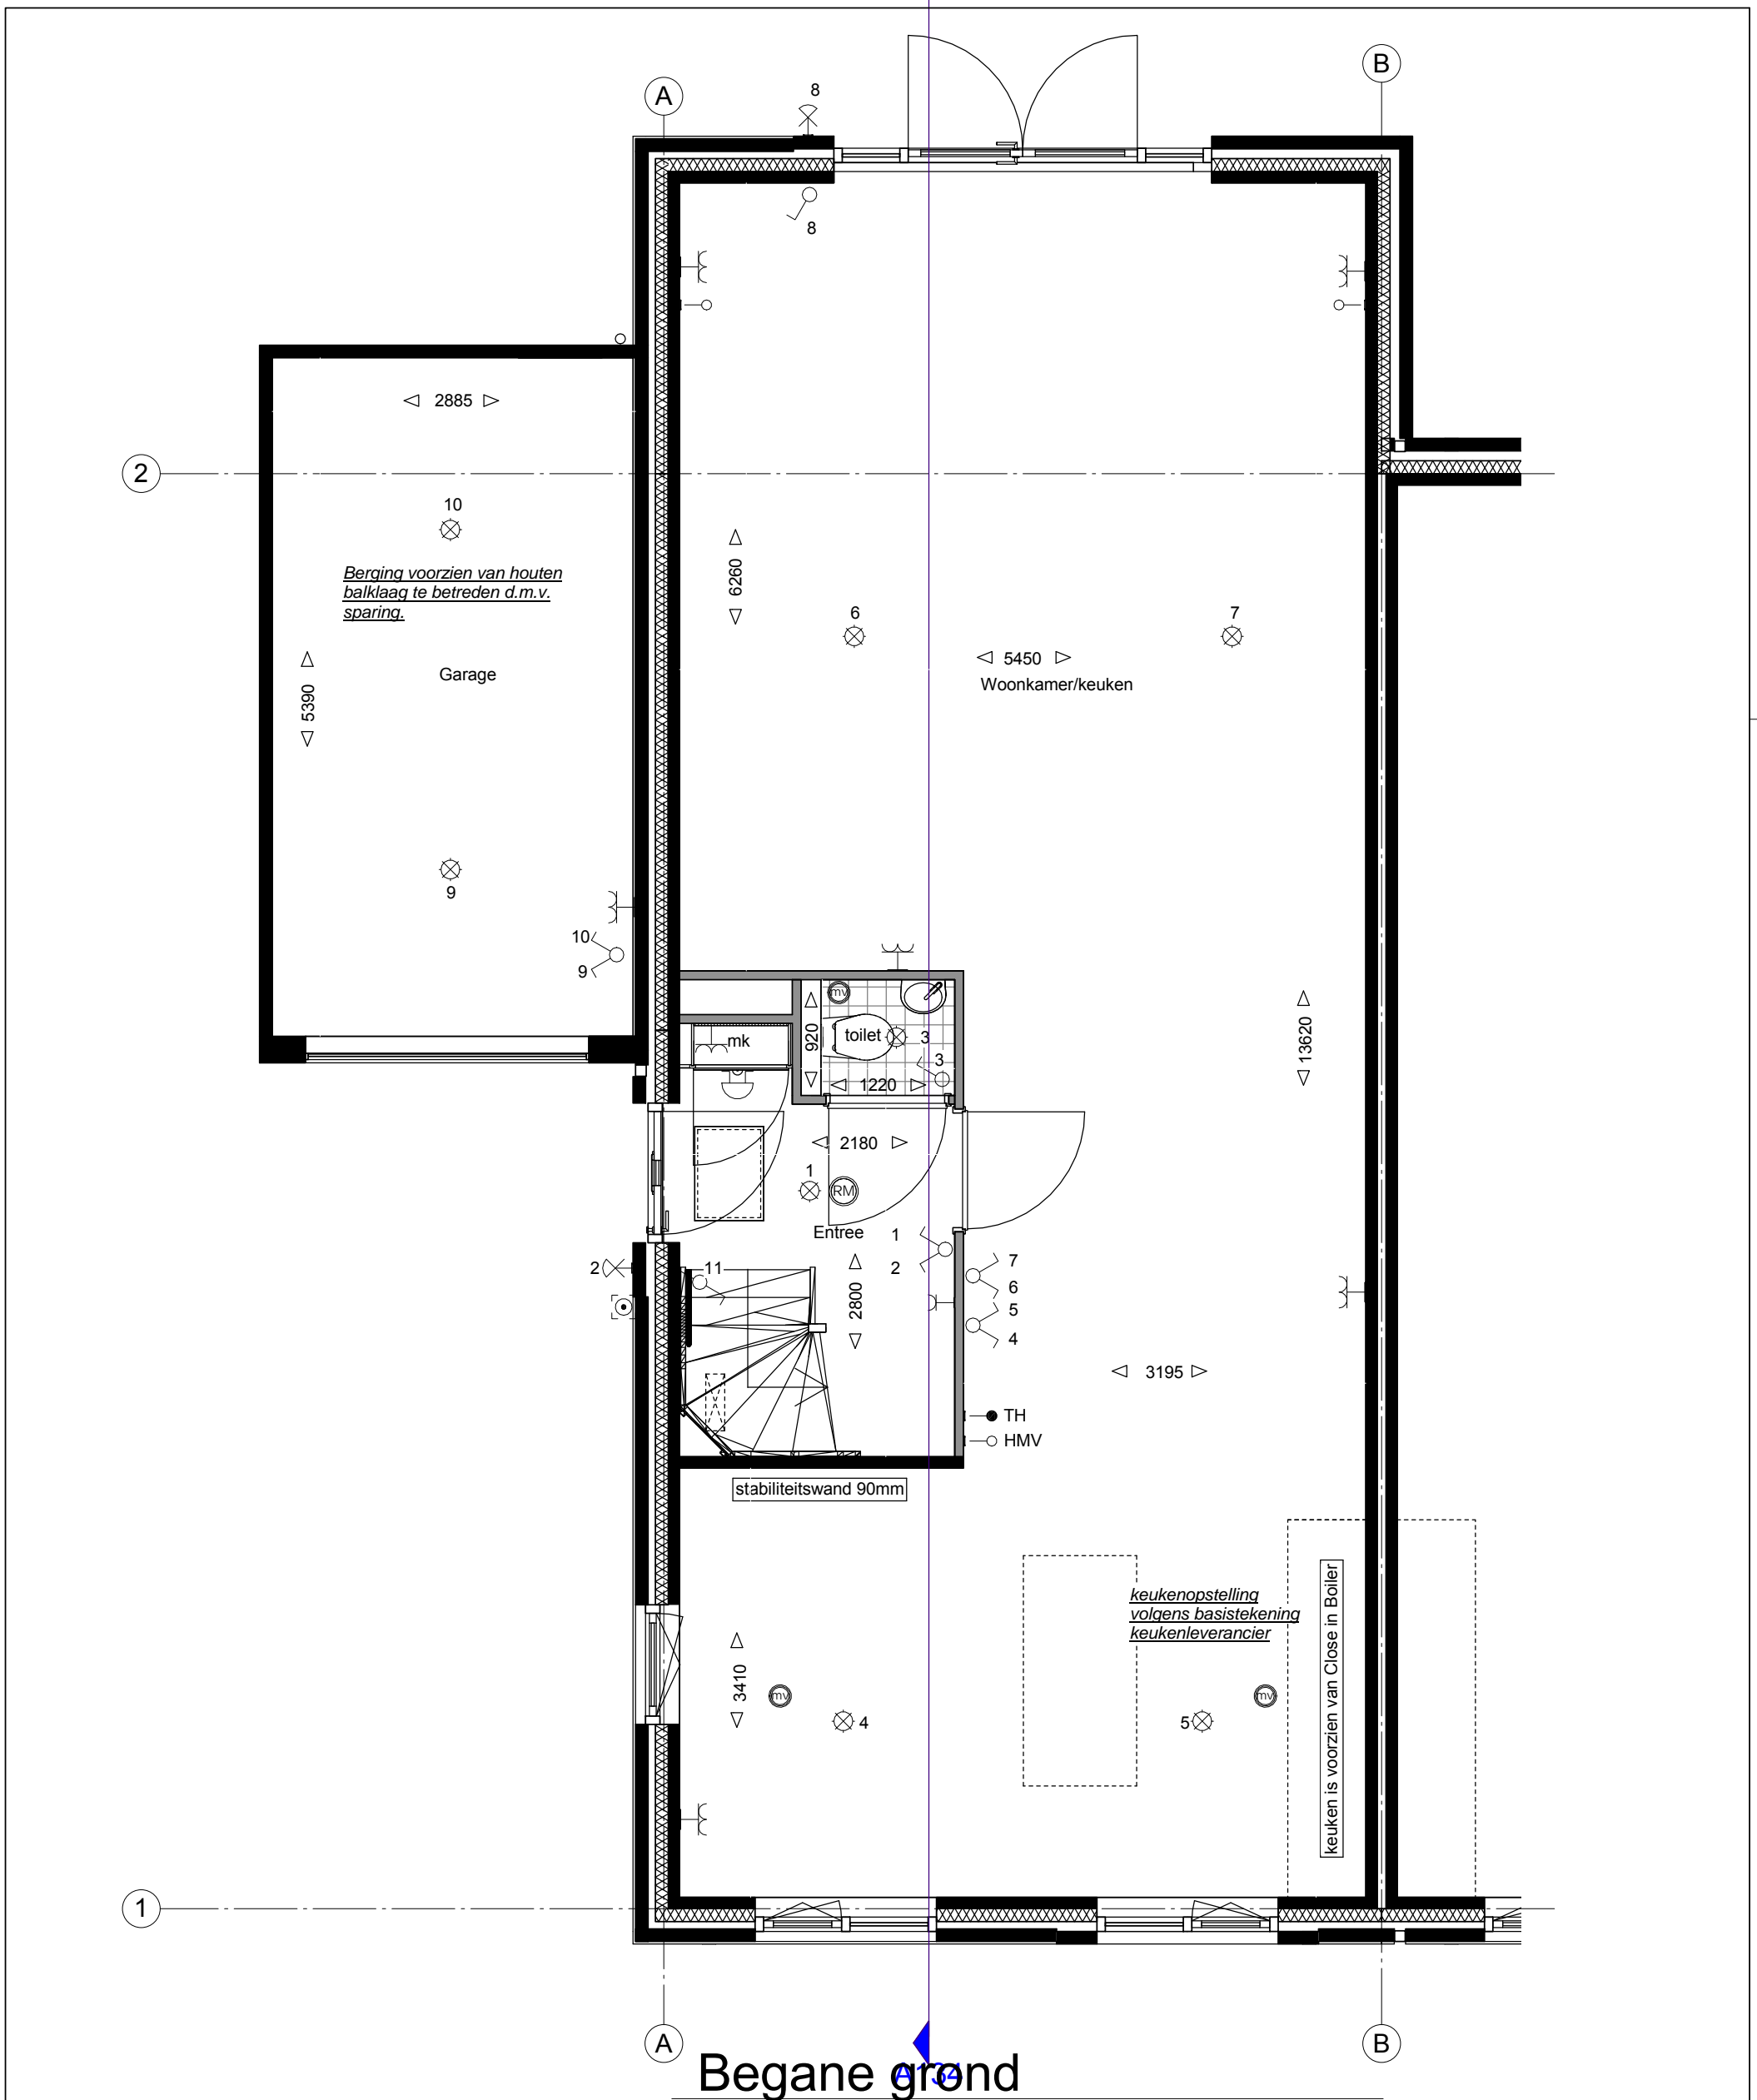 B
A
8
8
2885
2
10
Berging voorzien van houten
balklaag te betreden d.m.v.
sparing.
6260
6
7
5450
Woonkamer/keuken
Garage
5390
9
10
9
mv
toilet
3
mk
920
3
13620
1220
2180
1
RM
Entree
1
2
2
11
7
6
5
4
2800
3195
TH
HMV
stabiliteitswand 90mm
keukenopstelling
volgens basistekening
keukenleverancier
keuken is voorzien van Close in Boiler
3410
mv
mv
4
5
1
A
B
Begane grond
A134